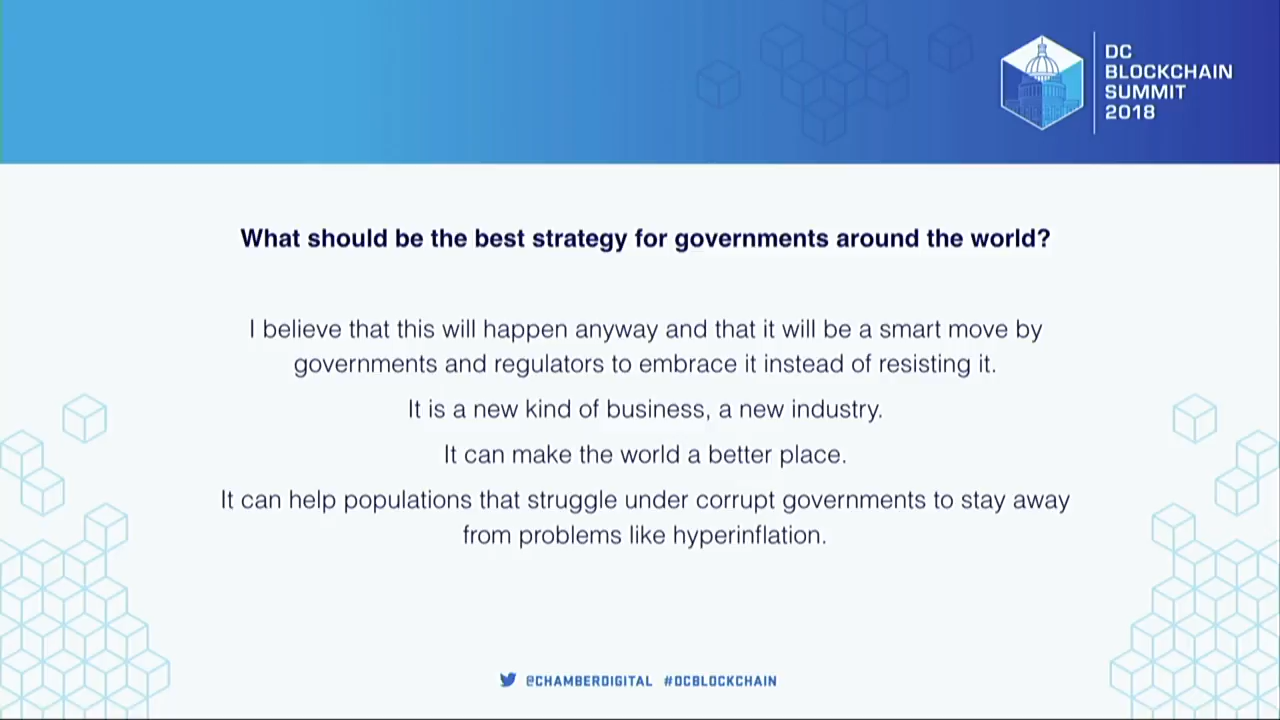 DC
BLOCKCHAIN
SUMMIT
2018
What should be the best strategy for governments around the world?
I believe that this will happen anyway and that it will be a smart move by
governments and regulators to embrace it instead of resisting it.
It is a new kind of business, a new industry.
It can make the world a better place.
It can help populations that struggle under corrupt governments to stay away
from problems like hyperinflation.
@CHAMBERDIGITAL #DCBLOCKCHAIN